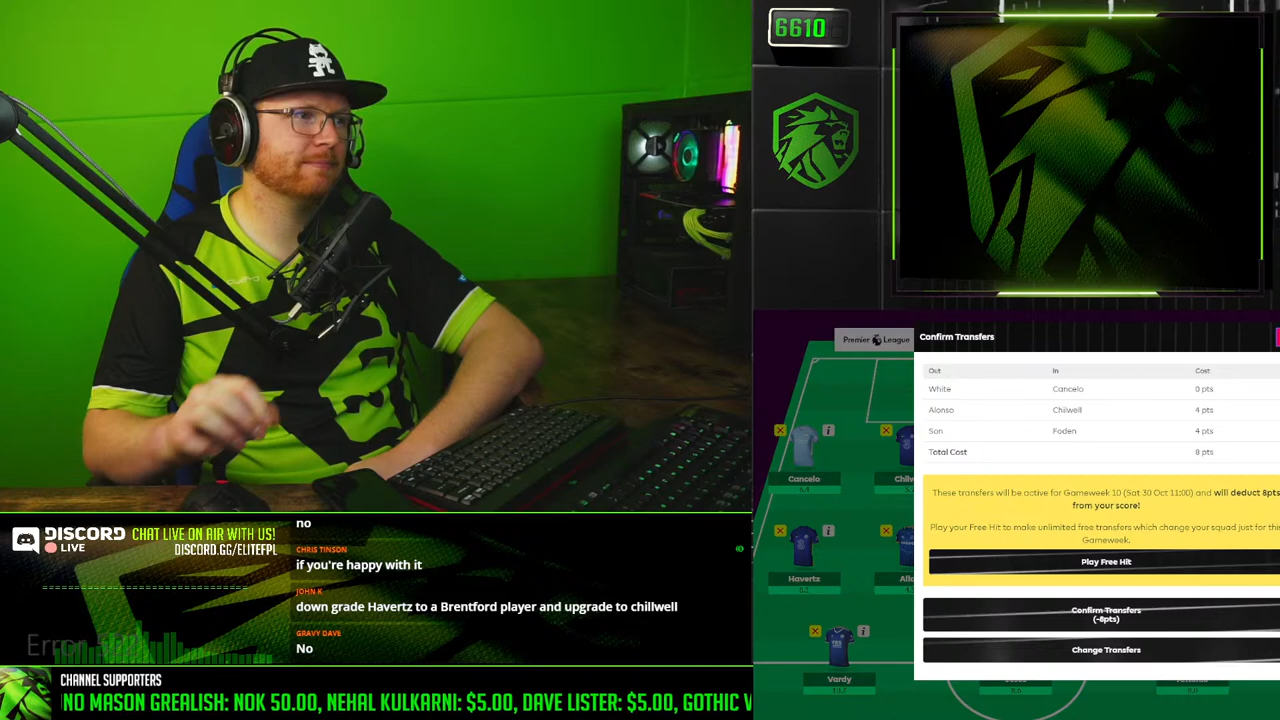 6610
Premier League
Confirm Transfers
Out In Cost
White Cancelo 0 pts
Alonso Chilwell 4 pts
Son Foden 4 pts
Total Cost 8 pts
These transfers will be active for Gameweek 10 (Sat 30 Oct 11:00) and will deduct 8pts
from your score!
Play your Free Hit to make unlimited free transfers which change your squad just for this
Gameweek.
Play Free Hit
Confirm Transfers
(-8pts)
Change Transfers
Cancelo
Havertz
Vardy
DISCORD
LIVE
CHAT LIVE ON AIR WITH US!
DISCORD.GG/ELITEFPL
no
CHRIS TINSON
if you're happy with it
JOHN K
down grade Havertz to a Brentford player and upgrade to chillwell
GRAVY DAVE
No
CHANNEL SUPPORTERS
NO MASON GREALISH: NOK 50.00, NEHAL KULKARNI: $5.00, DAVE LISTER: $5.00, GOTHIC V